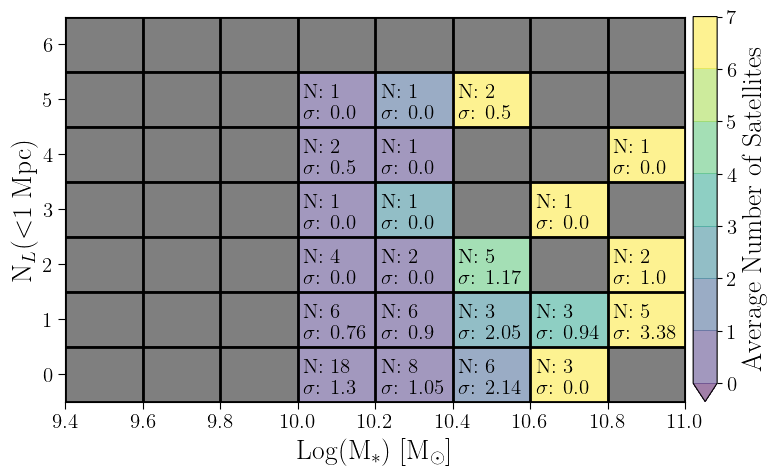 6
5
4
3
2
1
0
N_L(<1 Mpc)
N: 1
σ: 0.0
N: 1
σ: 0.0
N: 2
σ: 0.5
N: 2
σ: 0.5
N: 1
σ: 0.0
N: 1
σ: 0.0
N: 1
σ: 0.0
N: 1
σ: 0.0
N: 1
σ: 0.0
N: 4
σ: 0.0
N: 2
σ: 0.0
N: 5
σ: 1.17
N: 2
σ: 1.0
N: 6
σ: 0.76
N: 6
σ: 0.9
N: 3
σ: 2.05
N: 3
σ: 0.94
N: 5
σ: 3.38
N: 18
σ: 1.3
N: 8
σ: 1.05
N: 6
σ: 2.14
N: 3
σ: 0.0
9.4 9.6 9.8 10.0 10.2 10.4 10.6 10.8 11.0
Log(M_*) [M_⊙]
7
6
5
4
3
2
1
0
Average Number of Satellites